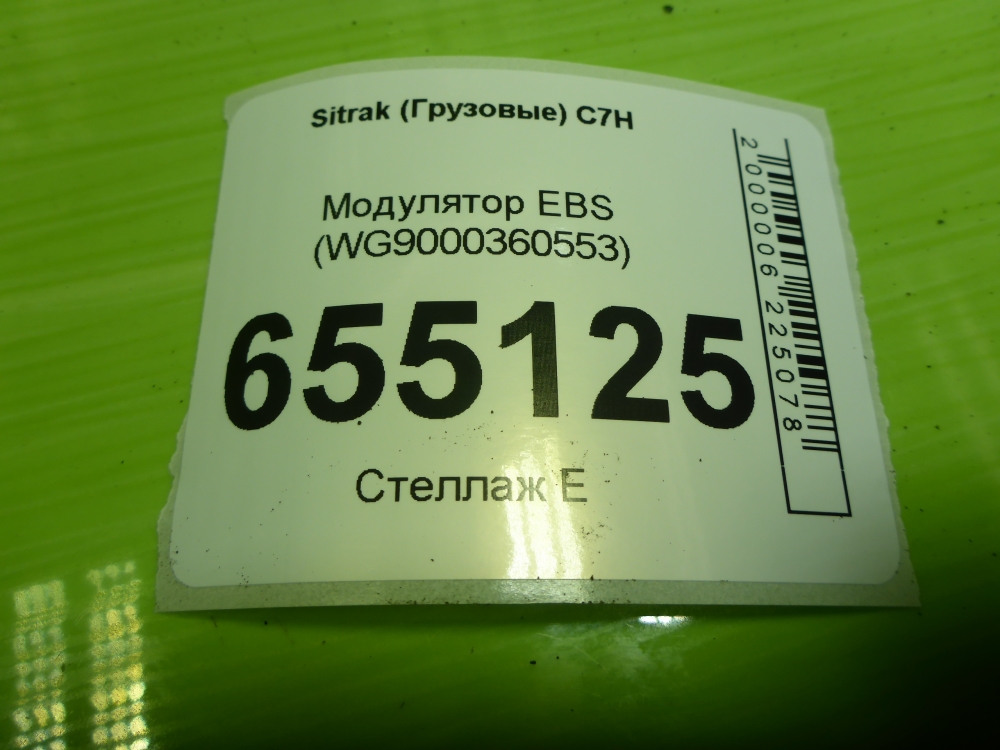 Sitrak (Грузовые) C7H
Модулятор EBS
(WG9000360553)
655125
Стеллаж Е
2000006225078